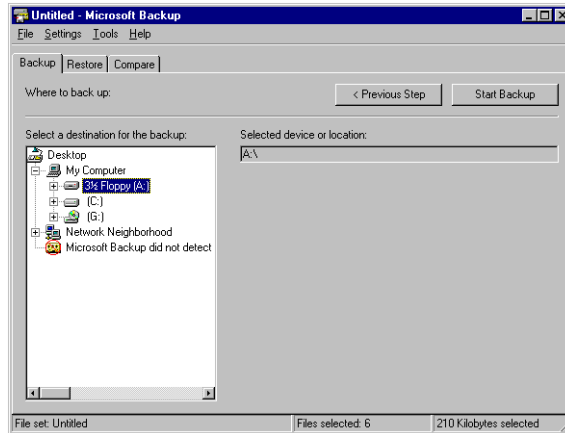 Untitled - Microsoft Backup
File Settings Tools Help
Backup Restore Compare
Where to back up:
< Previous Step Start Backup
Select a destination for the backup: Selected device or location:
Desktop A:\
My Computer
3½ Floppy (A:)
(C:)
(G:)
Network Neighborhood
Microsoft Backup did not detect
File set: Untitled Files selected: 6 210 Kilobytes selected